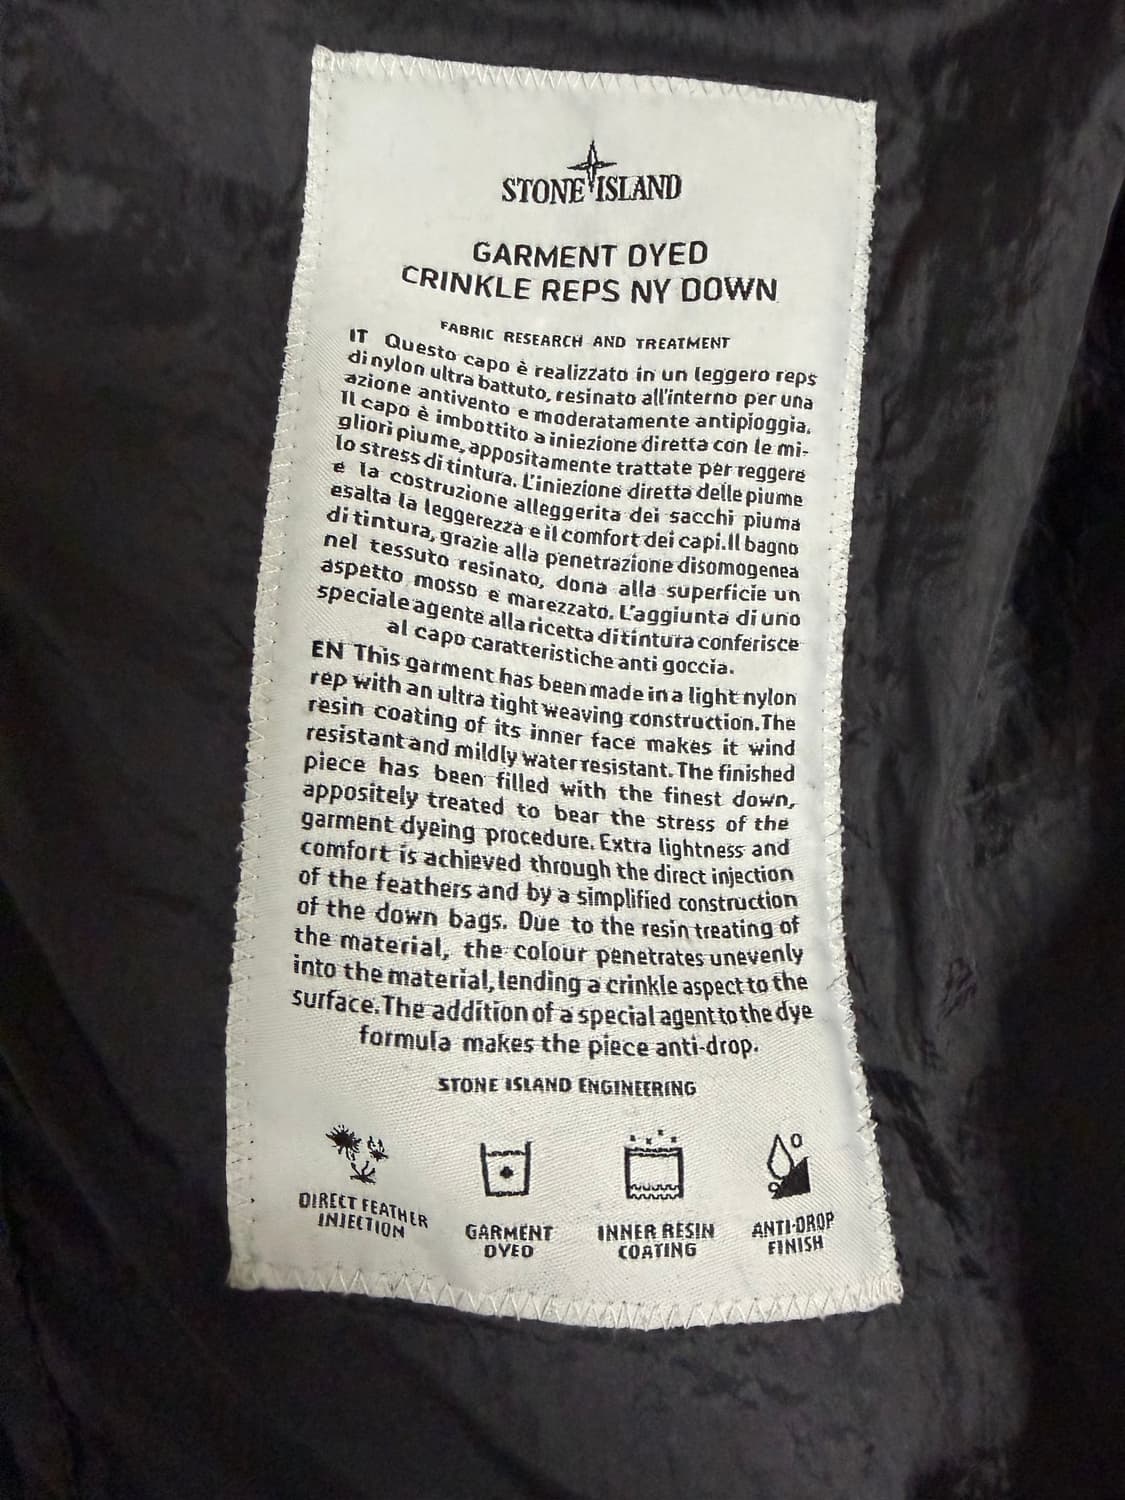 STONE ISLAND
GARMENT DYED
CRINKLE REPS NY DOWN
FABRIC RESEARCH AND TREATMENT
IT Questo capo è realizzato in un leggero reps
di nylon ultra battuto, resinato all'interno per una
azione antivento e moderatamente antipioggia.
Il capo è imbottito a iniezione diretta con le mi-
gliori piume, appositamente trattate per reggere
lo stress di tintura. L'iniezione diretta delle piume
e la costruzione alleggerita dei sacchi piuma
esalta la leggerezza e il comfort dei capi.Il bagno
di tintura, grazie alla penetrazione disomogenea
nel tessuto resinato, dona alla superficie un
aspetto mosso e marezzato. L'aggiunta di uno
speciale agente alla ricetta di tintura conferisce
al capo caratteristiche anti goccia.
EN This garment has been made in a light nylon
rep with an ultra tight weaving construction. The
resin coating of its inner face makes it wind
resistant and mildly water resistant. The finished
piece has been filled with the finest down,
appositely treated to bear the stress of the
garment dyeing procedure. Extra lightness and
comfort is achieved through the direct injection
of the feathers and by a simplified construction
of the down bags. Due to the resin treating of
the material, the colour penetrates unevenly
into the material, lending a crinkle aspect to the
surface. The addition of a special agent to the dye
formula makes the piece anti-drop.
STONE ISLAND ENGINEERING
DIRECT FEATHER
INJECTION
GARMENT
DYED
INNER RESIN
COATING
ANTI-DROP
FINISH